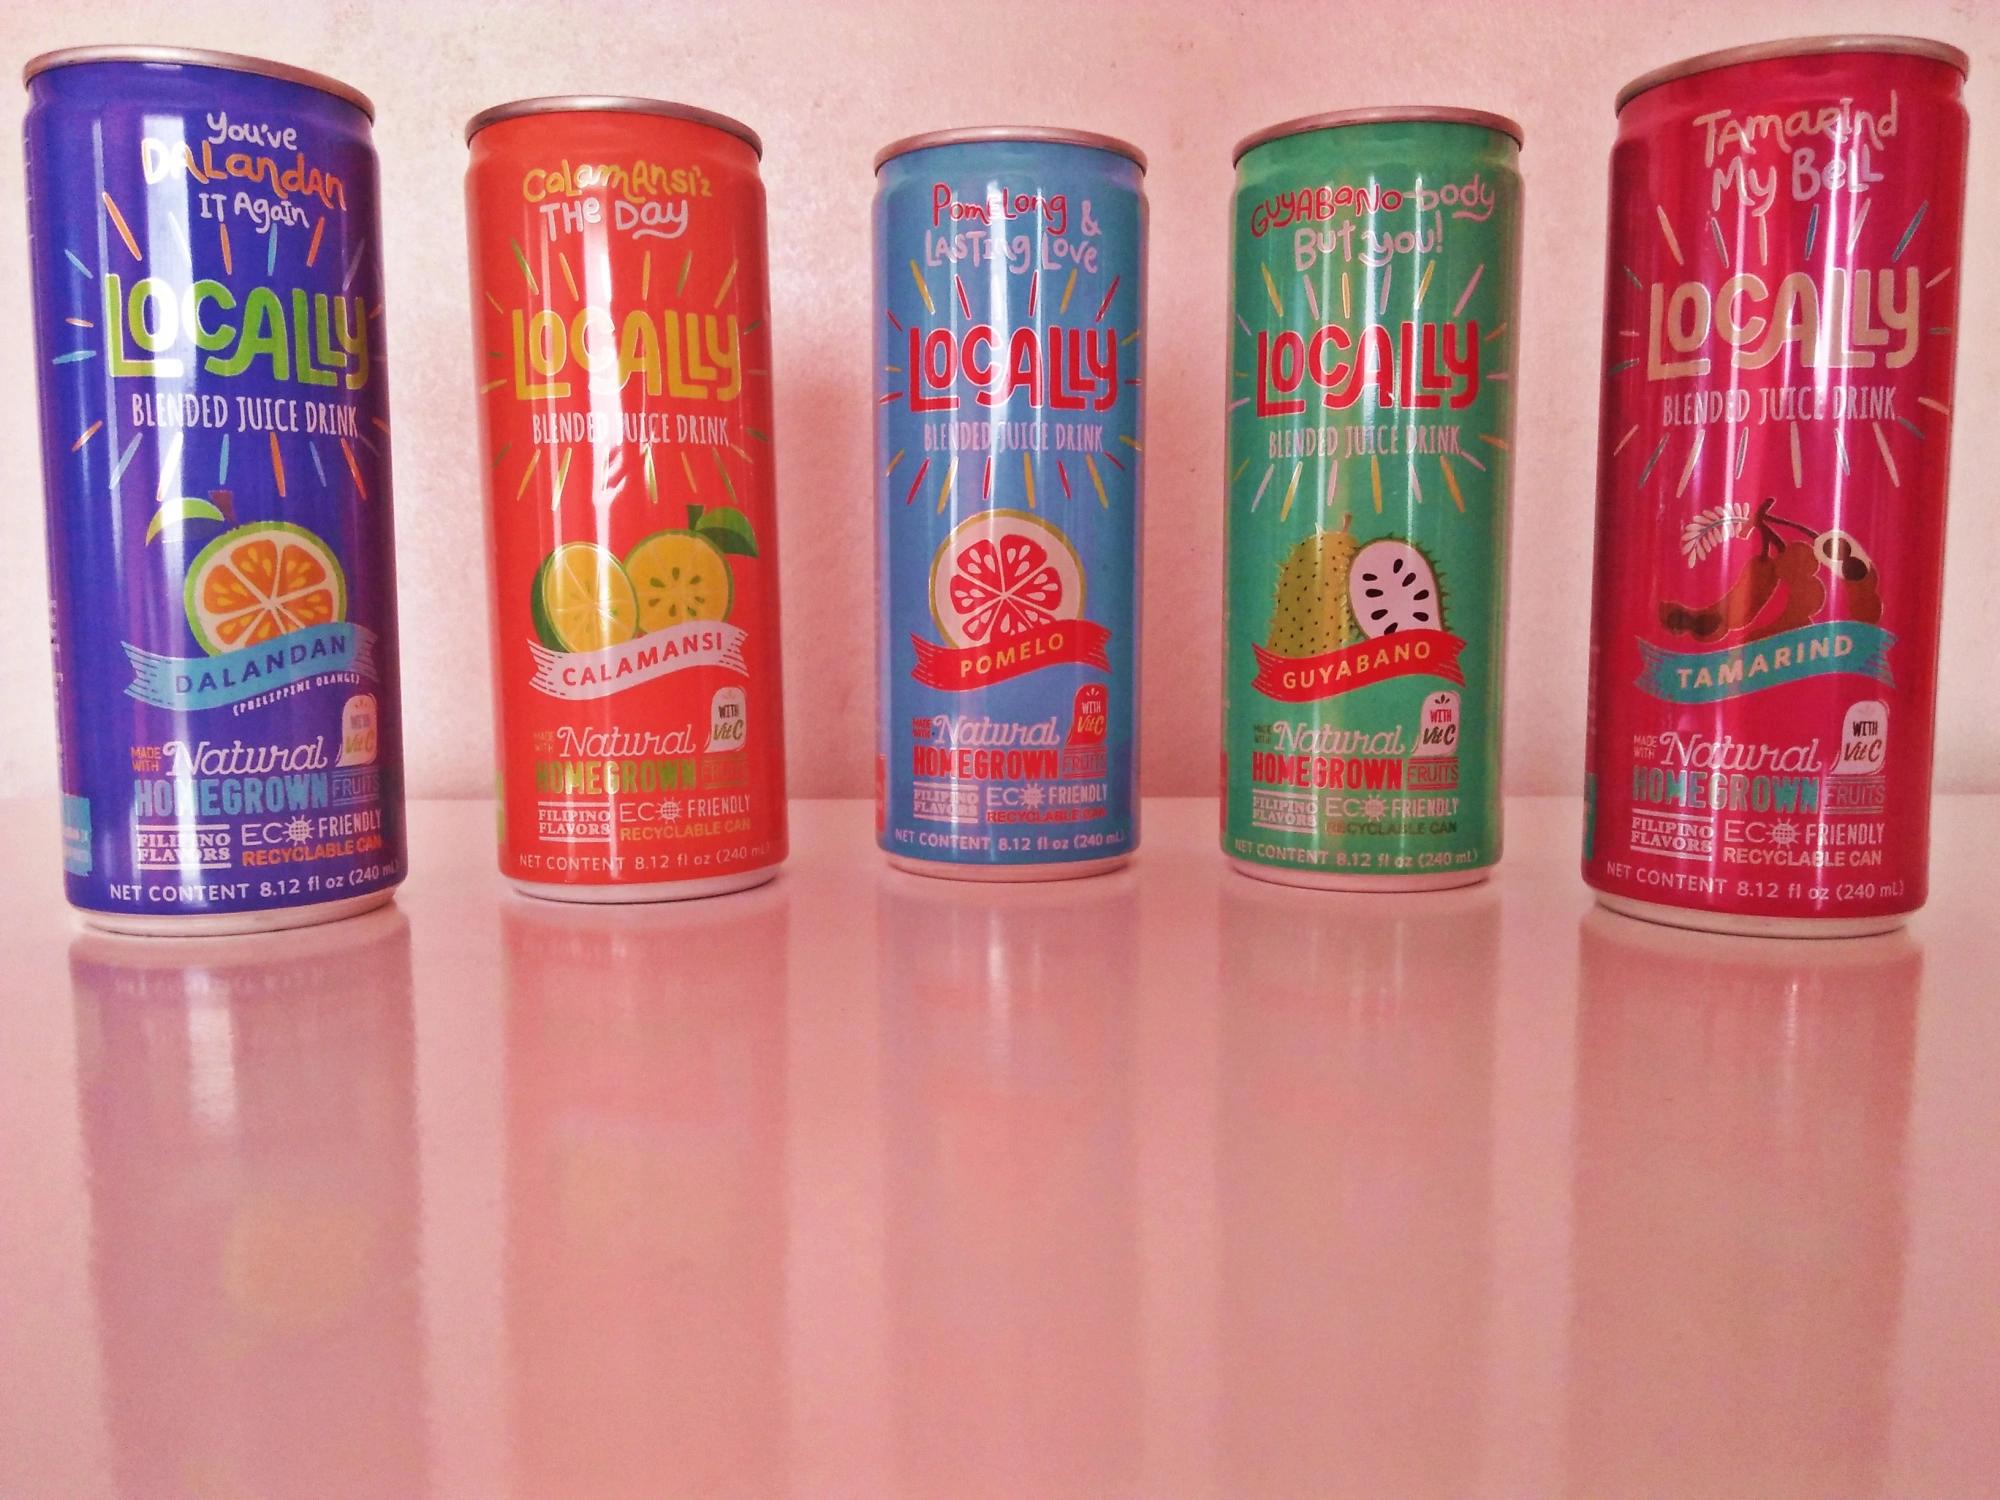 You've
DALandAN
IT Again
LOCALLY
BLENDED JUICE DRINK
DALANDAN
(PHILIPPINE ORANGE)
WITH
Vit C
MADE WITH Natural
HOMEGROWN FRUITS
FILIPINO FLAVORS
ECO FRIENDLY
RECYCLABLE CAN
NET CONTENT 8.12 fl oz (240 mL)
CalamAnsi'z
THe Day
LOCALLY
BLENDED JUICE DRINK
CALAMANSI
WITH
Vit C
MADE WITH Natural
HOMEGROWN FRUITS
FILIPINO FLAVORS
ECO FRIENDLY
RECYCLABLE CAN
NET CONTENT 8.12 fl oz (240 mL)
PomeLong &
LASTing Love
LOCALLY
BLENDED JUICE DRINK
POMELO
WITH
Vit C
MADE WITH Natural
HOMEGROWN FRUITS
FILIPINO FLAVORS
ECO FRIENDLY
RECYCLABLE CAN
NET CONTENT 8.12 fl oz (240 mL)
GUYABANo-body
But you!
LOCALLY
BLENDED JUICE DRINK
GUYABANO
WITH
Vit C
MADE WITH Natural
HOMEGROWN FRUITS
FILIPINO FLAVORS
ECO FRIENDLY
RECYCLABLE CAN
NET CONTENT 8.12 fl oz (240 mL)
TAmarInd
My Bell
LOCALLY
BLENDED JUICE DRINK
TAMARIND
WITH
Vit C
MADE WITH Natural
HOMEGROWN FRUITS
FILIPINO FLAVORS
ECO FRIENDLY
RECYCLABLE CAN
NET CONTENT 8.12 fl oz (240 mL)